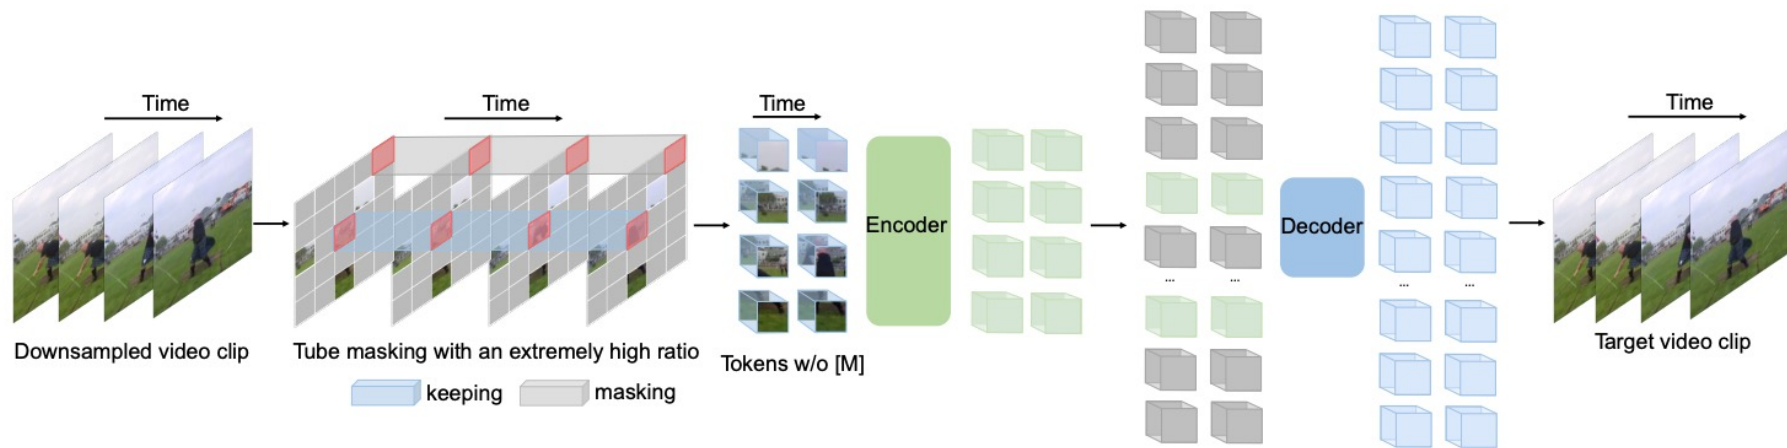 Time
Time
Time
Time
Encoder
Decoder
...
...
...
...
Downsampled video clip
Tube masking with an extremely high ratio
Tokens w/o [M]
Target video clip
keeping
masking